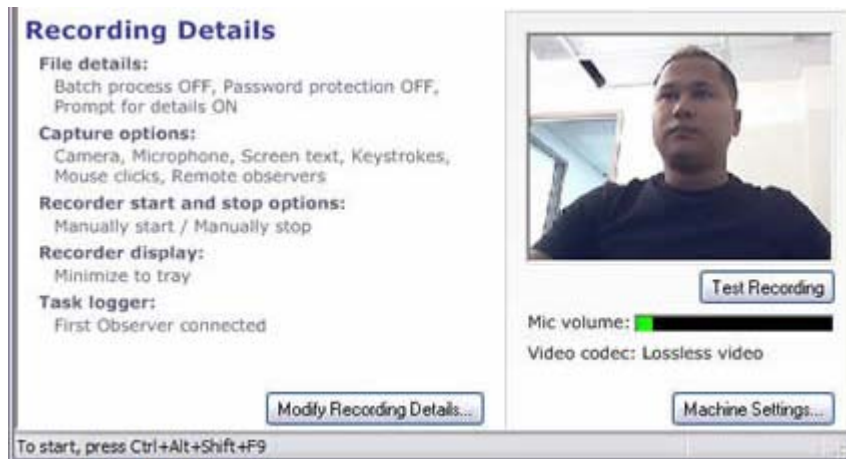 Recording Details
File details:
Batch process OFF, Password protection OFF,
Prompt for details ON
Capture options:
Camera, Microphone, Screen text, Keystrokes,
Mouse clicks, Remote observers
Recorder start and stop options:
Manually start / Manually stop
Recorder display:
Minimize to tray
Task logger:
First Observer connected
Modify Recording Details...
Test Recording
Mic volume:
Video codec: Lossless video
Machine Settings...
To start, press Ctrl+Alt+Shift+F9